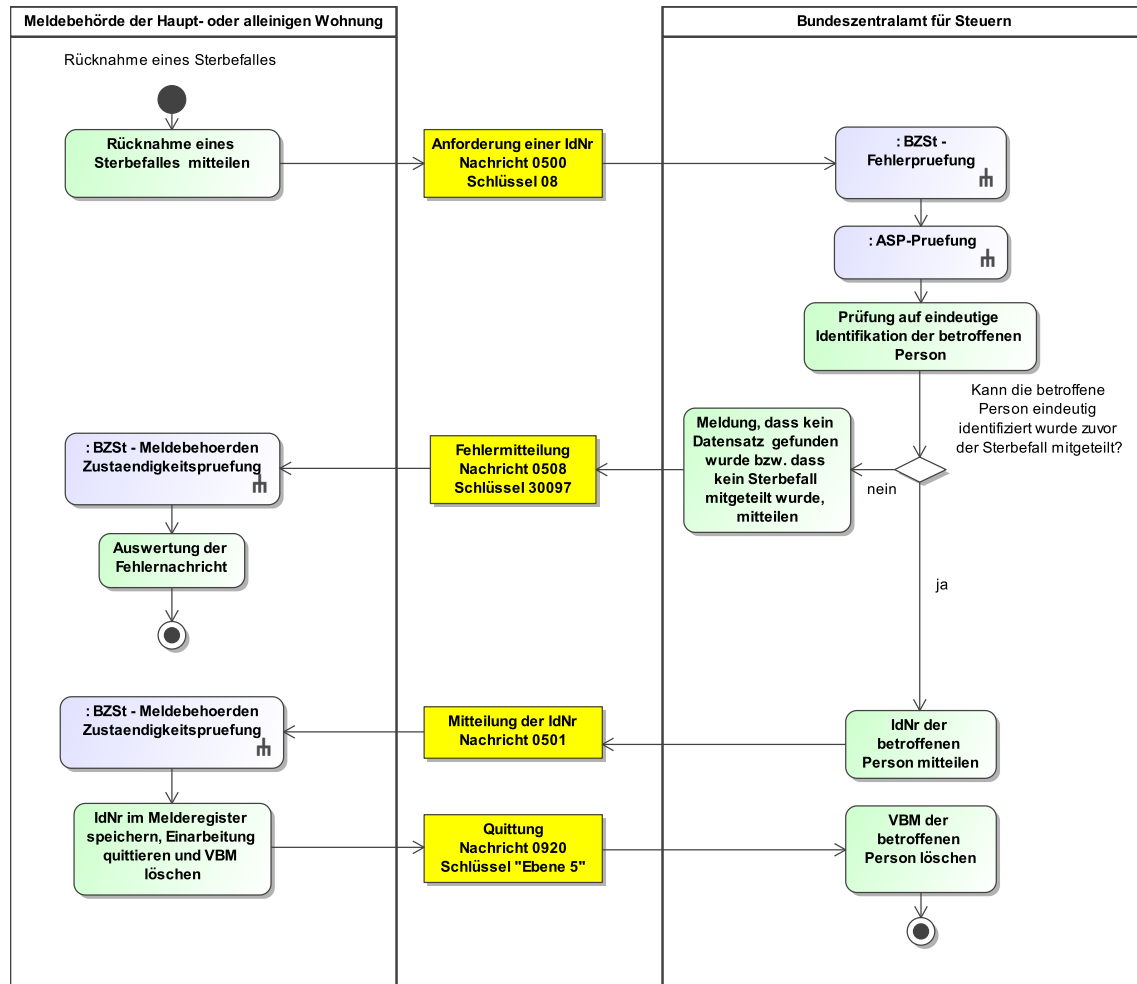 Meldebehörde der Haupt- oder alleinigen Wohnung
Bundeszentralamt für Steuern
Rücknahme eines Sterbefalles
Rücknahme eines
Sterbefalles mitteilen
Anforderung einer IdNr
Nachricht 0500
Schlüssel 08
: BZSt -
Fehlerpruefung
: ASP-Pruefung
Prüfung auf eindeutige
Identifikation der betroffenen
Person
Kann die betroffene
Person eindeutig
identifiziert wurde zuvor
der Sterbefall mitgeteilt?
nein
Meldung, dass kein
Datensatz gefunden
wurde bzw. dass
kein Sterbefall
mitgeteilt wurde,
mitteilen
Fehlermitteilung
Nachricht 0508
Schlüssel 30097
: BZSt - Meldebehoerden
Zustaendigkeitspruefung
Auswertung der
Fehlernachricht
ja
IdNr der
betroffenen
Person mitteilen
Mitteilung der IdNr
Nachricht 0501
: BZSt - Meldebehoerden
Zustaendigkeitspruefung
IdNr im Melderegister
speichern, Einarbeitung
quittieren und VBM
löschen
Quittung
Nachricht 0920
Schlüssel "Ebene 5"
VBM der
betroffenen
Person löschen